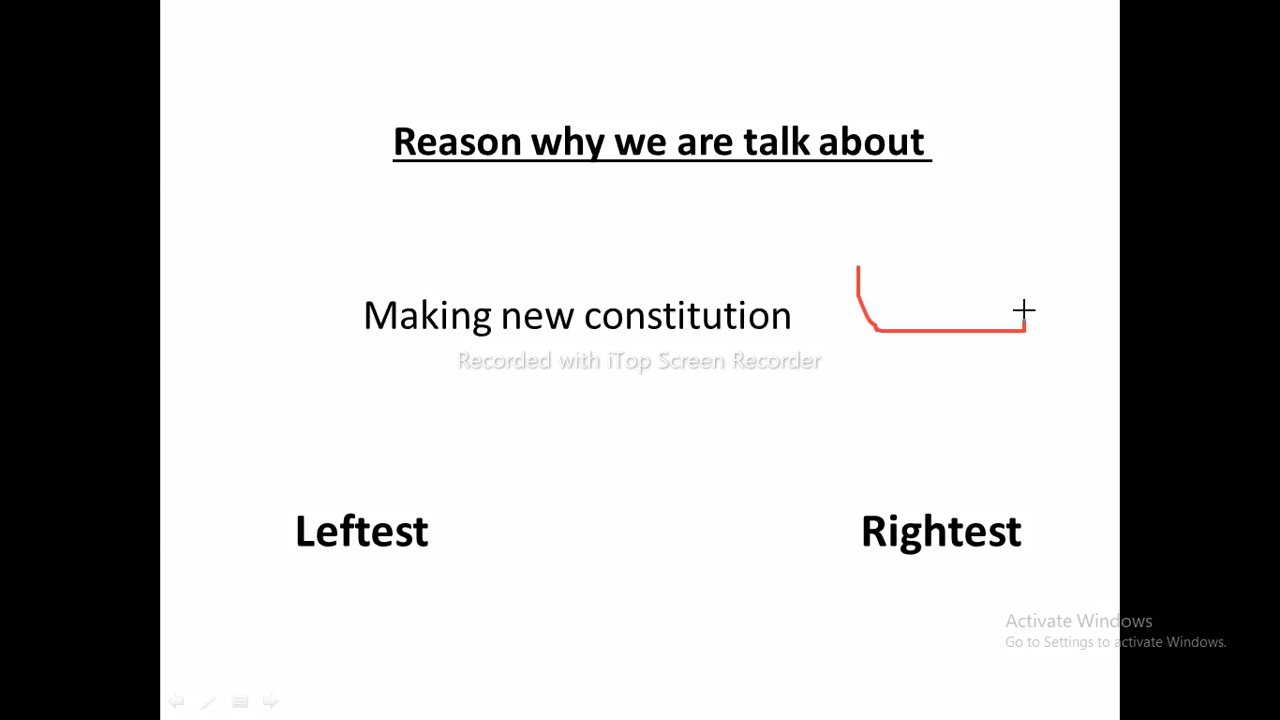 Reason why we are talk about
Making new constitution
Recorded with iTop Screen Recorder
Leftest
Rightest
Activate Windows
Go to Settings to activate Windows.